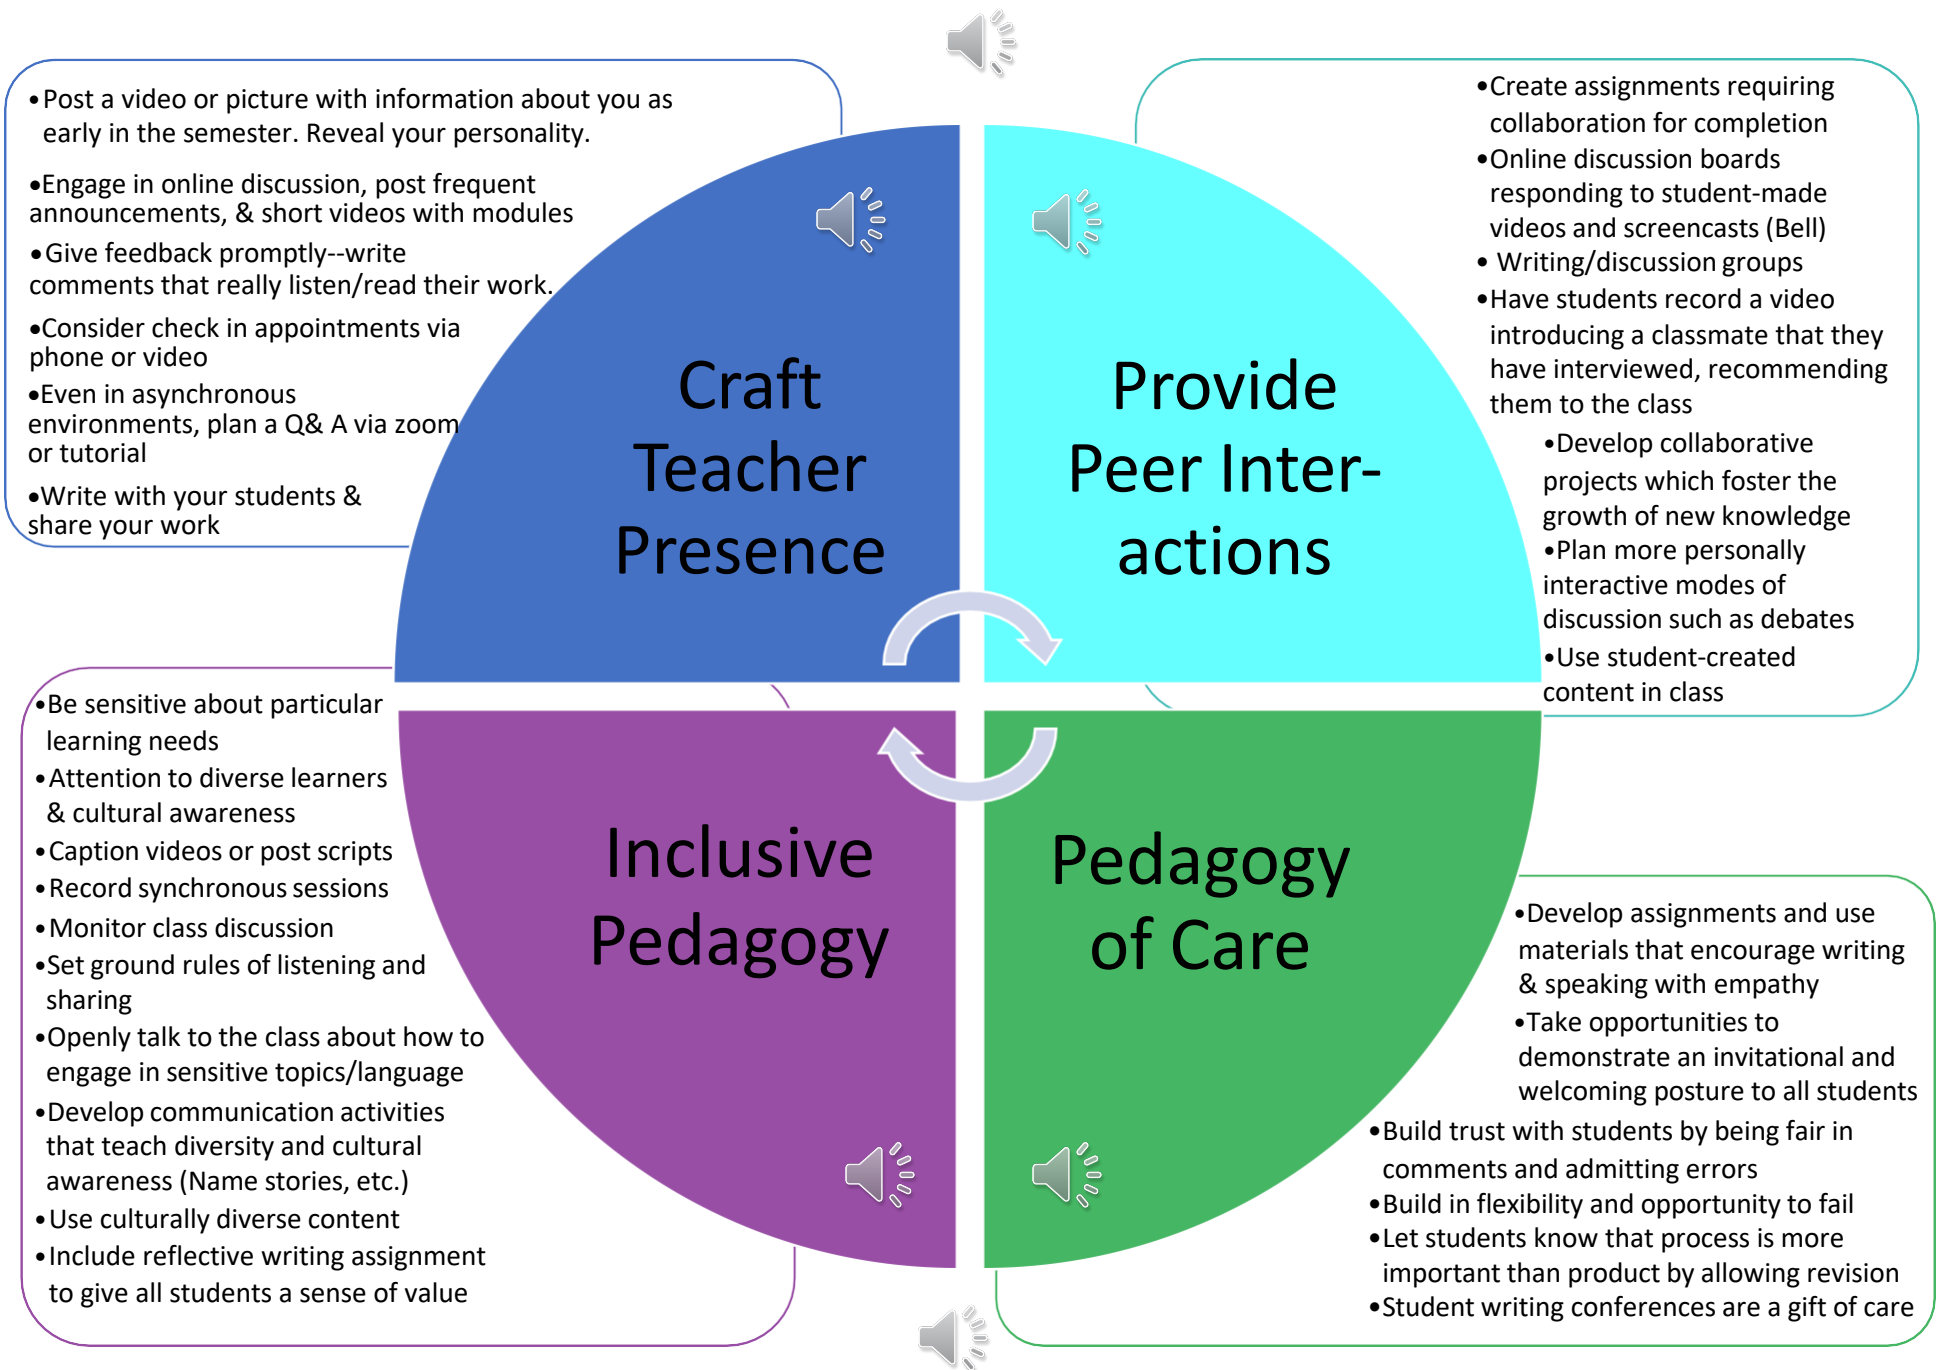 •Post a video or picture with information about you as
early in the semester. Reveal your personality.
•Engage in online discussion, post frequent
announcements, & short videos with modules
•Give feedback promptly--write
comments that really listen/read their work.
•Consider check in appointments via
phone or video
•Even in asynchronous
environments, plan a Q& A via zoom
or tutorial
•Write with your students &
share your work
Craft
Teacher
Presence
•Create assignments requiring
collaboration for completion
•Online discussion boards
responding to student-made
videos and screencasts (Bell)
• Writing/discussion groups
•Have students record a video
introducing a classmate that they
have interviewed, recommending
them to the class
•Develop collaborative
projects which foster the
growth of new knowledge
•Plan more personally
interactive modes of
discussion such as debates
•Use student-created
content in class
Provide
Peer Inter-
actions
•Be sensitive about particular
learning needs
•Attention to diverse learners
& cultural awareness
•Caption videos or post scripts
•Record synchronous sessions
•Monitor class discussion
•Set ground rules of listening and
sharing
•Openly talk to the class about how to
engage in sensitive topics/language
•Develop communication activities
that teach diversity and cultural
awareness (Name stories, etc.)
•Use culturally diverse content
•Include reflective writing assignment
to give all students a sense of value
Inclusive
Pedagogy
Pedagogy
of Care
•Develop assignments and use
materials that encourage writing
& speaking with empathy
•Take opportunities to
demonstrate an invitational and
welcoming posture to all students
•Build trust with students by being fair in
comments and admitting errors
•Build in flexibility and opportunity to fail
•Let students know that process is more
important than product by allowing revision
•Student writing conferences are a gift of care